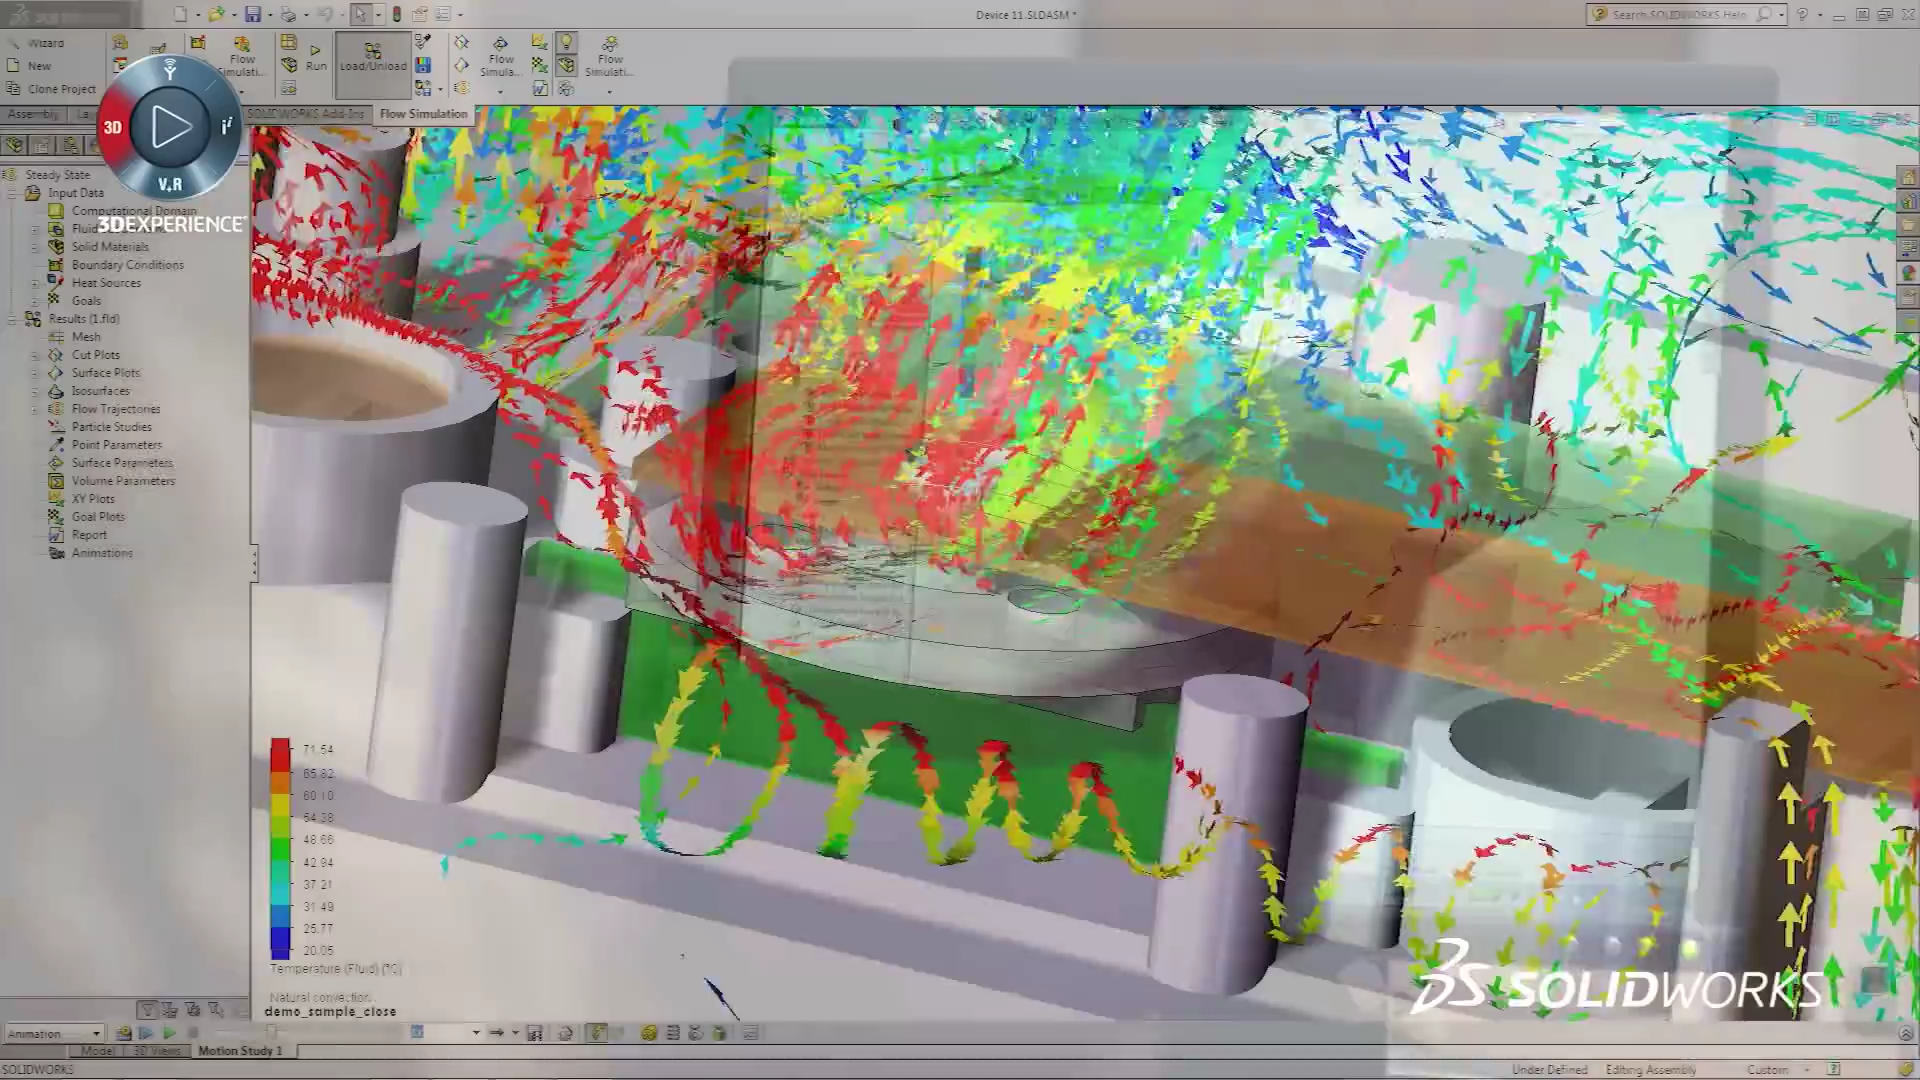 Device 11.SLDASM *
Search SOLIDWORKS Help
Wizard
New
Clone Project
Flow
Simulati...
Run
Load/Unload
Flow
Simula...
Flow
Simulati...
Assembly
SOLIDWORKS Add-Ins
Flow Simulation
3D
V,R
3DEXPERIENCE
Steady State
Input Data
Computational Domain
Solid Materials
Boundary Conditions
Heat Sources
Goals
Results (1.fld)
Mesh
Cut Plots
Surface Plots
Isosurfaces
Flow Trajectories
Particle Studies
Point Parameters
Surface Parameters
Volume Parameters
XY Plots
Goal Plots
Report
Animations
71.54
65.82
60.10
54.38
48.66
42.94
37.21
31.49
25.77
20.05
Temperature (Fluid) [°C]
Natural convection
demo_sample_close
SOLIDWORKS
Animation
Model
3D Views
Motion Study 1
SOLIDWORKS
Under Defined
Editing Assembly
Custom